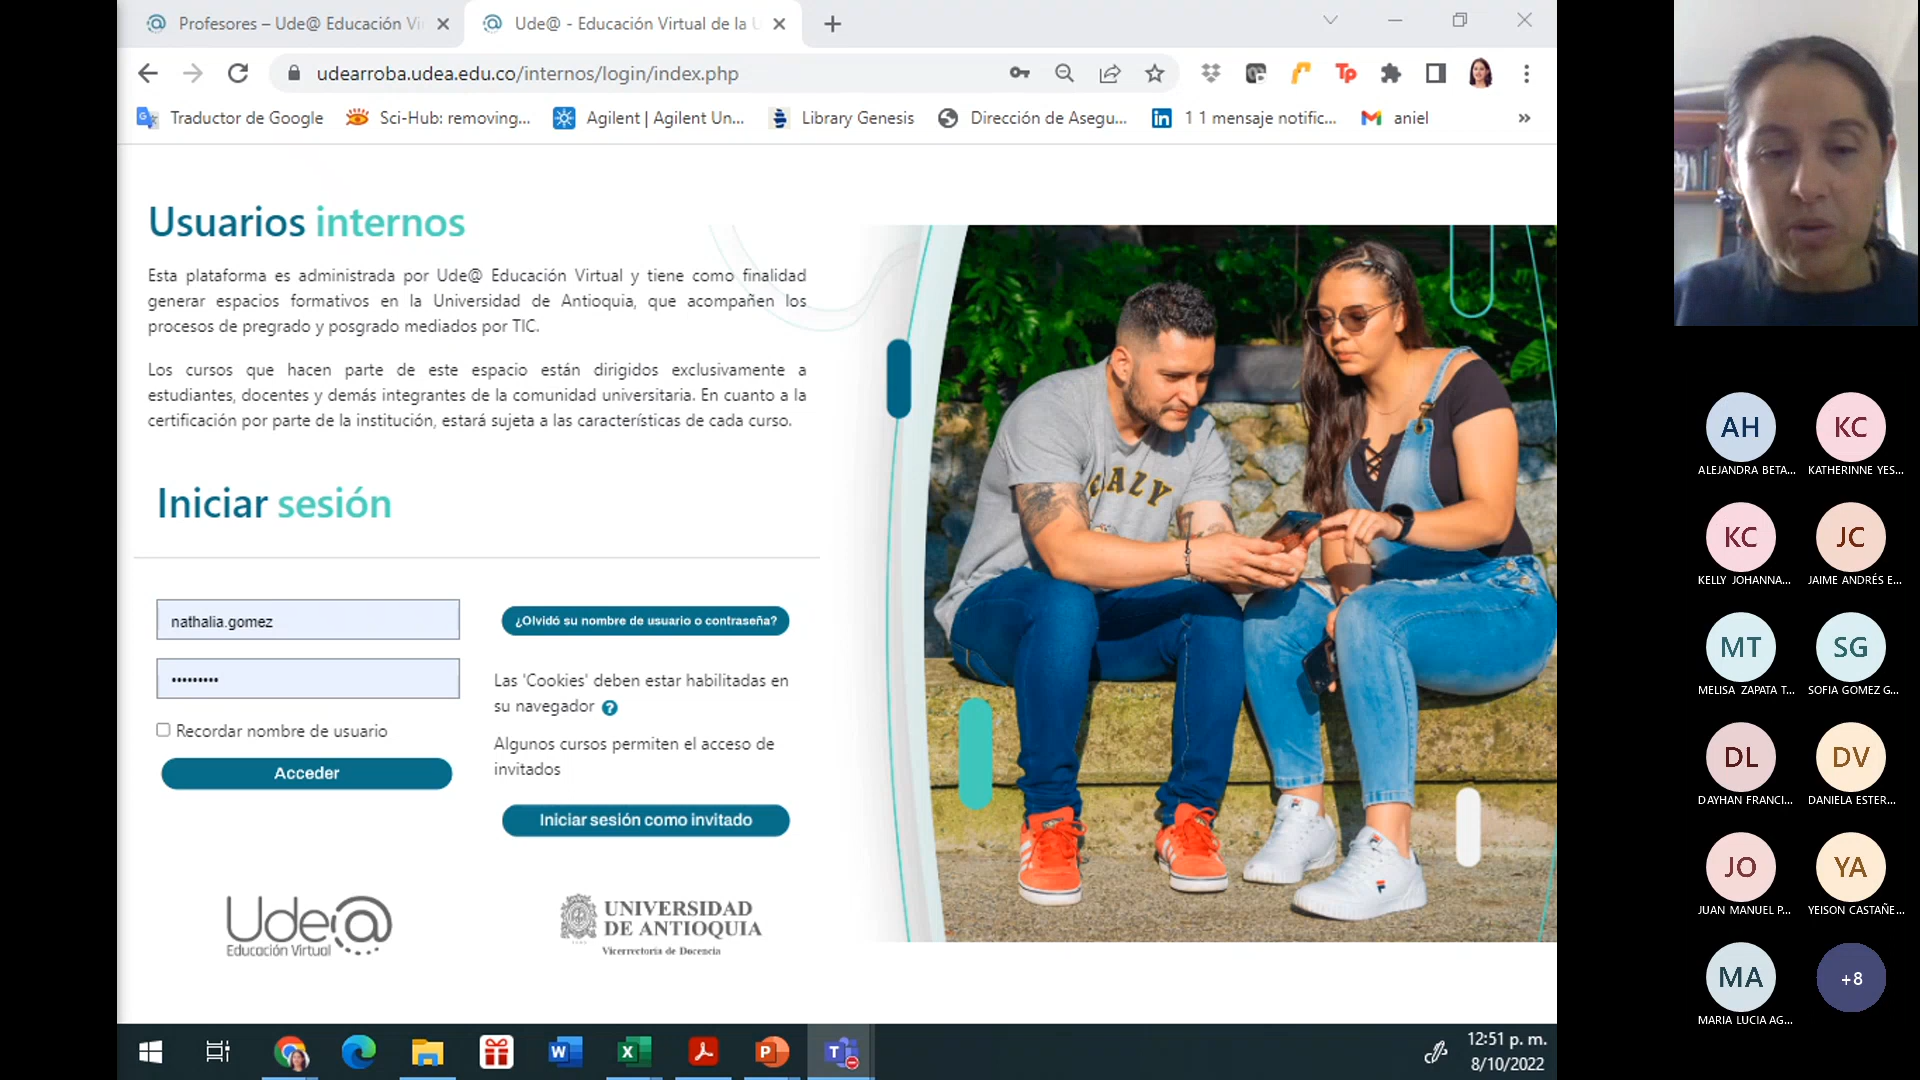 Profesores – Ude@ Educación Vi
Ude@ - Educación Virtual de la U
udearroba.udea.edu.co/internos/login/index.php
Tp
Traductor de Google
Sci-Hub: removing...
Agilent | Agilent Un...
Library Genesis
Dirección de Asegu...
1 1 mensaje notific...
aniel
»
Usuarios internos
Esta plataforma es administrada por Ude@ Educación Virtual y tiene como finalidad
generar espacios formativos en la Universidad de Antioquia, que acompañen los
procesos de pregrado y posgrado mediados por TIC.
Los cursos que hacen parte de este espacio están dirigidos exclusivamente a
estudiantes, docentes y demás integrantes de la comunidad universitaria. En cuanto a la
certificación por parte de la institución, estará sujeta a las características de cada curso.
Iniciar sesión
nathalia.gomez
•••••••••
Recordar nombre de usuario
Acceder
¿Olvidó su nombre de usuario o contraseña?
Las 'Cookies' deben estar habilitadas en
su navegador ?
Algunos cursos permiten el acceso de
invitados
Iniciar sesión como invitado
Ude@
Educación Virtual
UNIVERSIDAD
DE ANTIOQUIA
Vicerrectoría de Docencia
12:51 p. m.
8/10/2022
AH
ALEJANDRA BETA...
KC
KATHERINNE YES...
KC
KELLY JOHANNA...
JC
JAIME ANDRÉS E...
MT
MELISA ZAPATA T...
SG
SOFIA GOMEZ G...
DL
DAYHAN FRANCI...
DV
DANIELA ESTER...
JO
JUAN MANUEL P...
YA
YEISON CASTAÑE...
MA
MARIA LUCIA AG...
+8